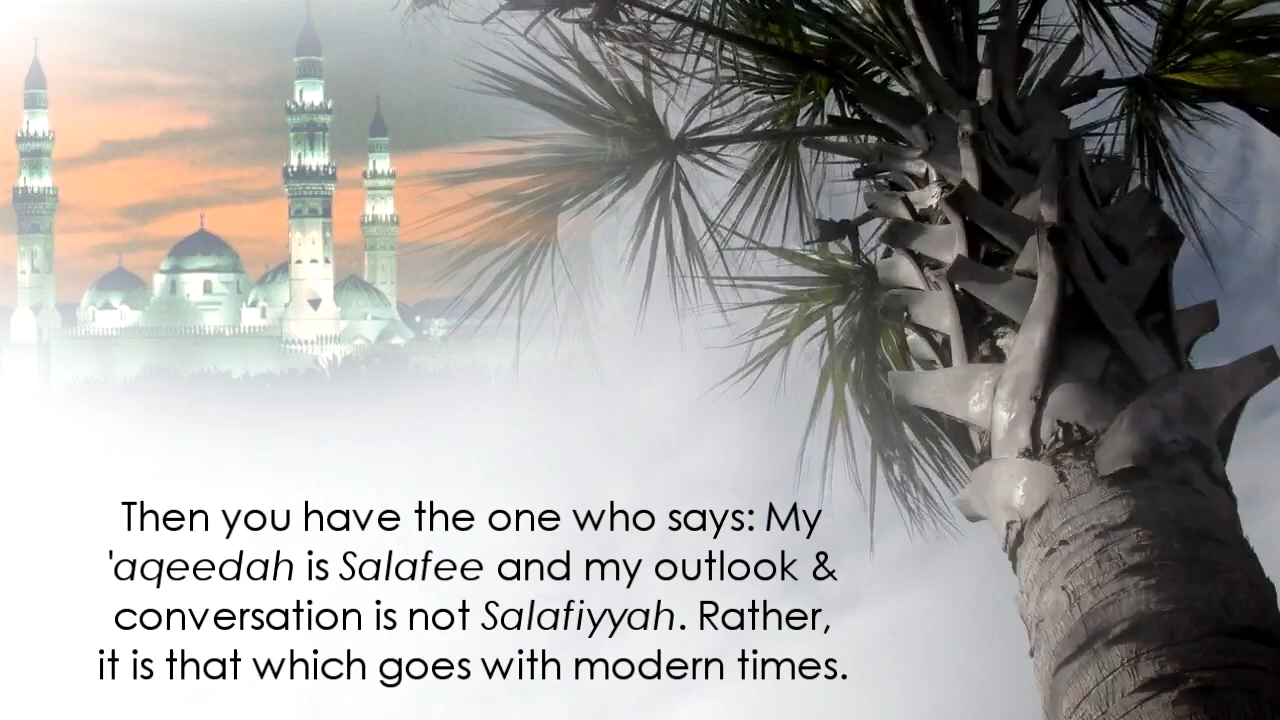 Then you have the one who says: My
'aqeedah is Salafee and my outlook &
conversation is not Salafiyyah. Rather,
it is that which goes with modern times.